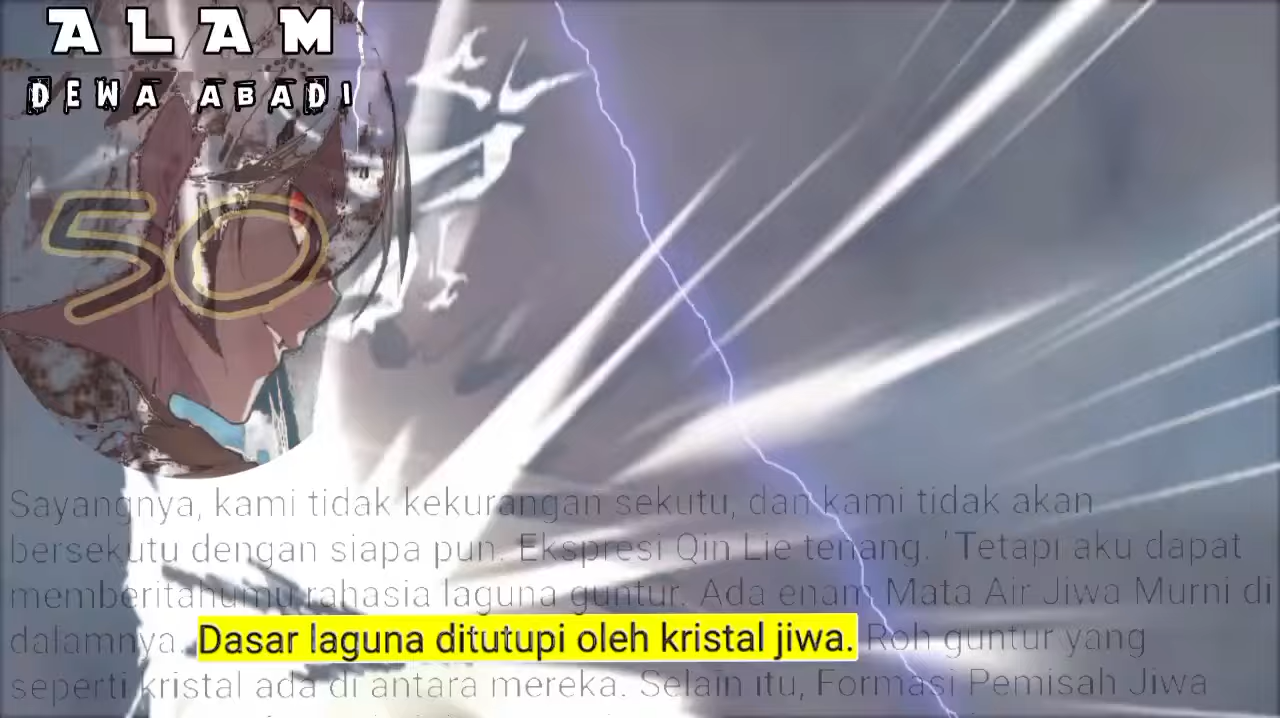 ALAM
DEWA ABADI
50
Sayangnya, kami tidak kekurangan sekutu, dan kami tidak akan
bersekutu dengan siapa pun. Ekspresi Qin Lie tenang. 'Tetapi aku dapat
memberitahumu rahasia laguna guntur. Ada enam Mata Air Jiwa Murni di
dalamnya. Dasar laguna ditutupi oleh kristal jiwa. Roh guntur yang
seperti kristal ada di antara mereka. Selain itu, Formasi Pemisah Jiwa